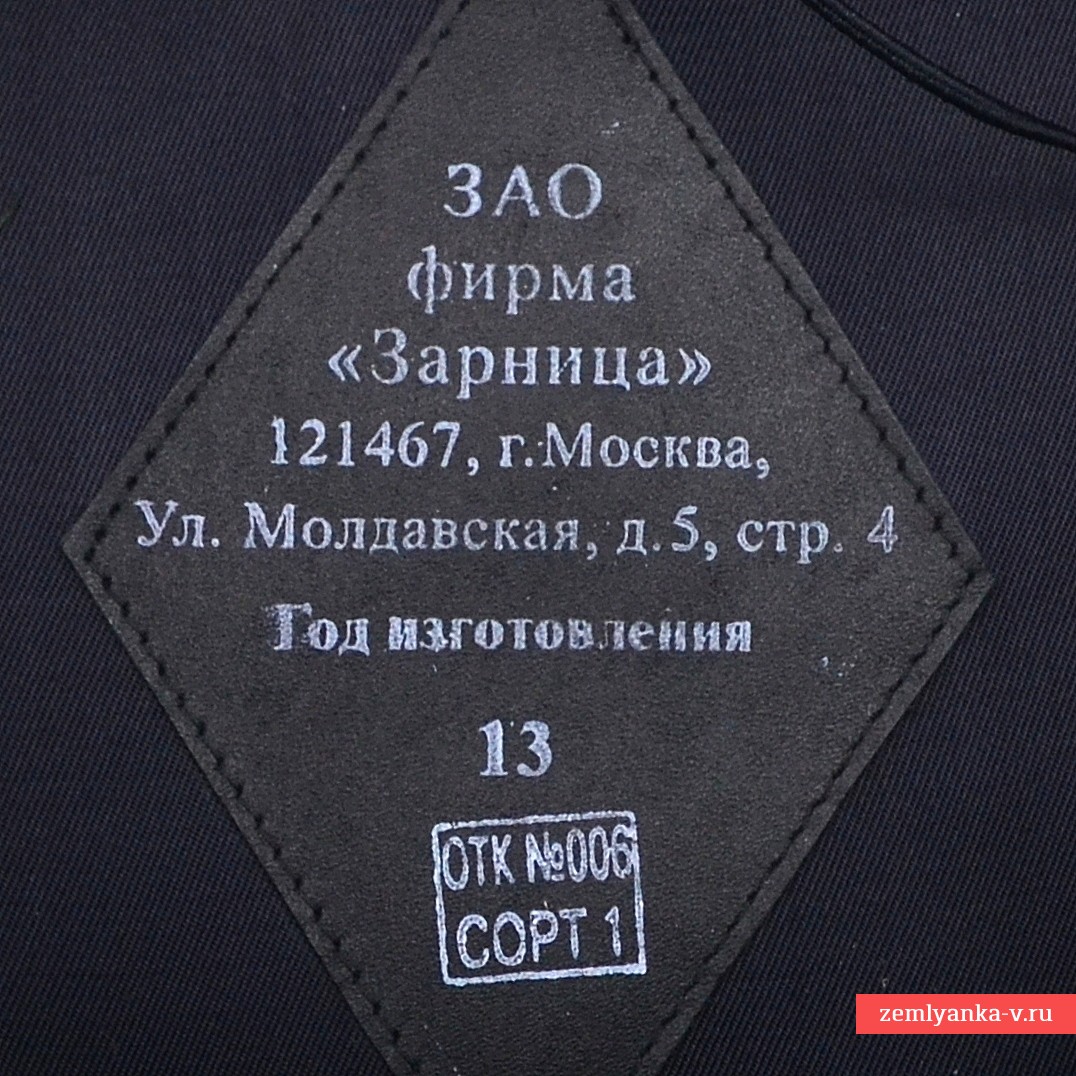 ЗАО
фирма
«Зарница»
121467, г.Москва,
Ул. Молдавская, д.5, стр. 4
Год изготовления
13
ОТК №006
СОРТ 1
zemlyanka-v.ru